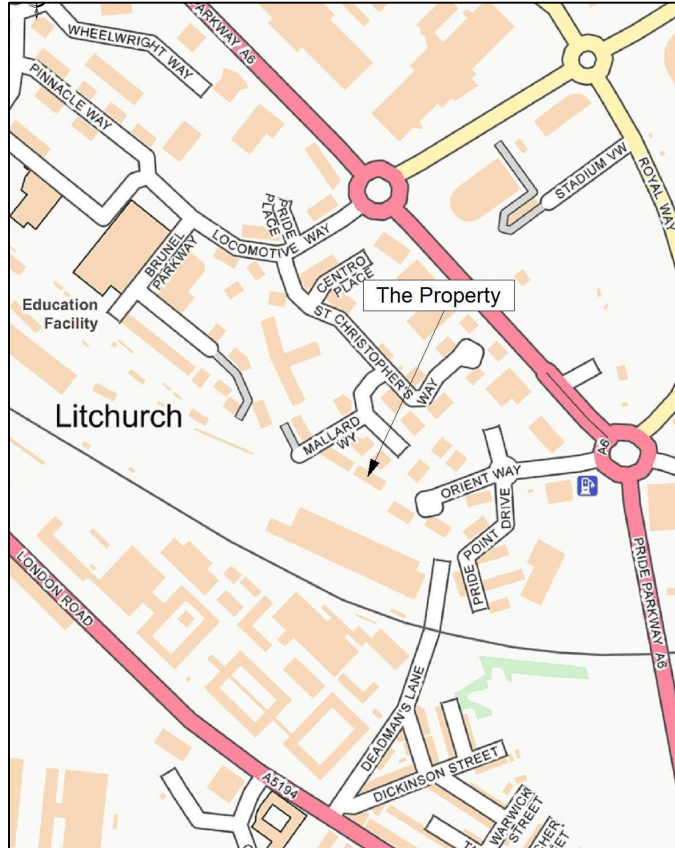 PARKWAY A6
WHEELWRIGHT WAY
PINNACLE WAY
STADIUM VW
ROYAL WAY
PRIDE
PLACE
LOCOMOTIVE WAY
BRUNEL
PARKWAY
CENTRO
PLACE
The Property
Education
Facility
ST CHRISTOPHER'S
WAY
Litchurch
MALLARD
WY
A6
ORIENT WAY
PRIDE POINT DRIVE
LONDON ROAD
PRIDE PARKWAY A6
DEADMAN'S LANE
A5194
DICKINSON STREET
WARWICK
STREET
STREET